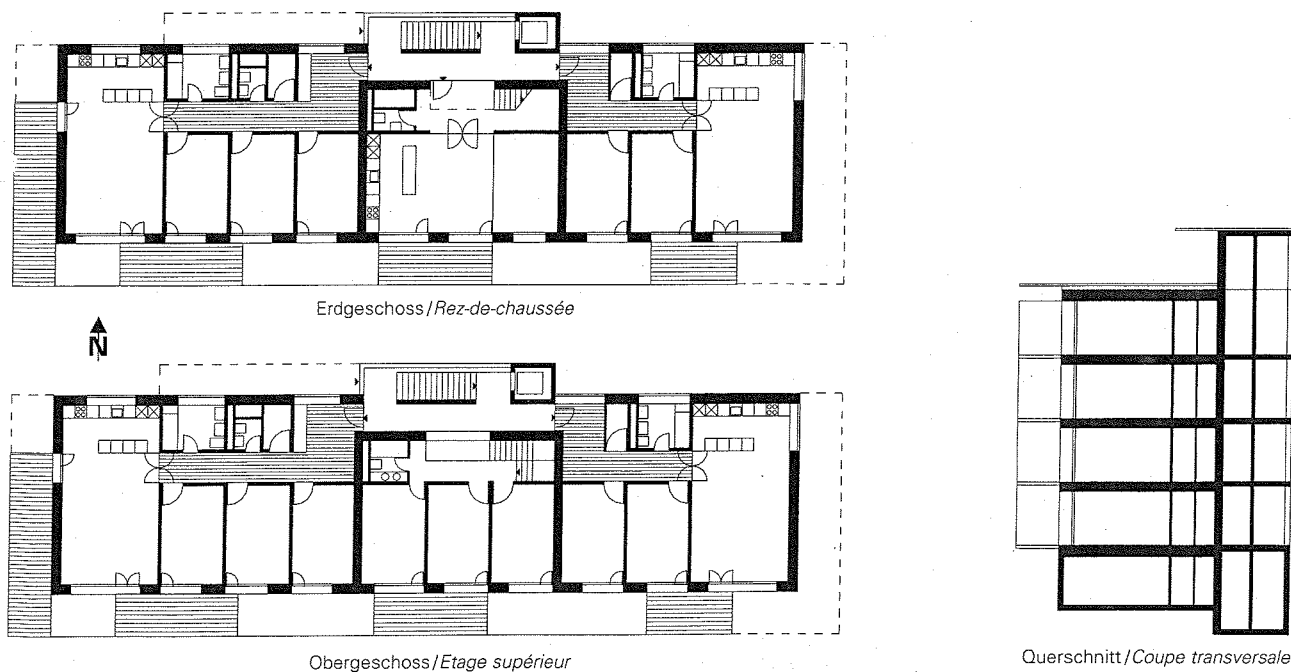 Erdgeschoss/Rez-de-chaussée
N
Obergeschoss/Etage supérieur
Querschnitt/Coupe transversale